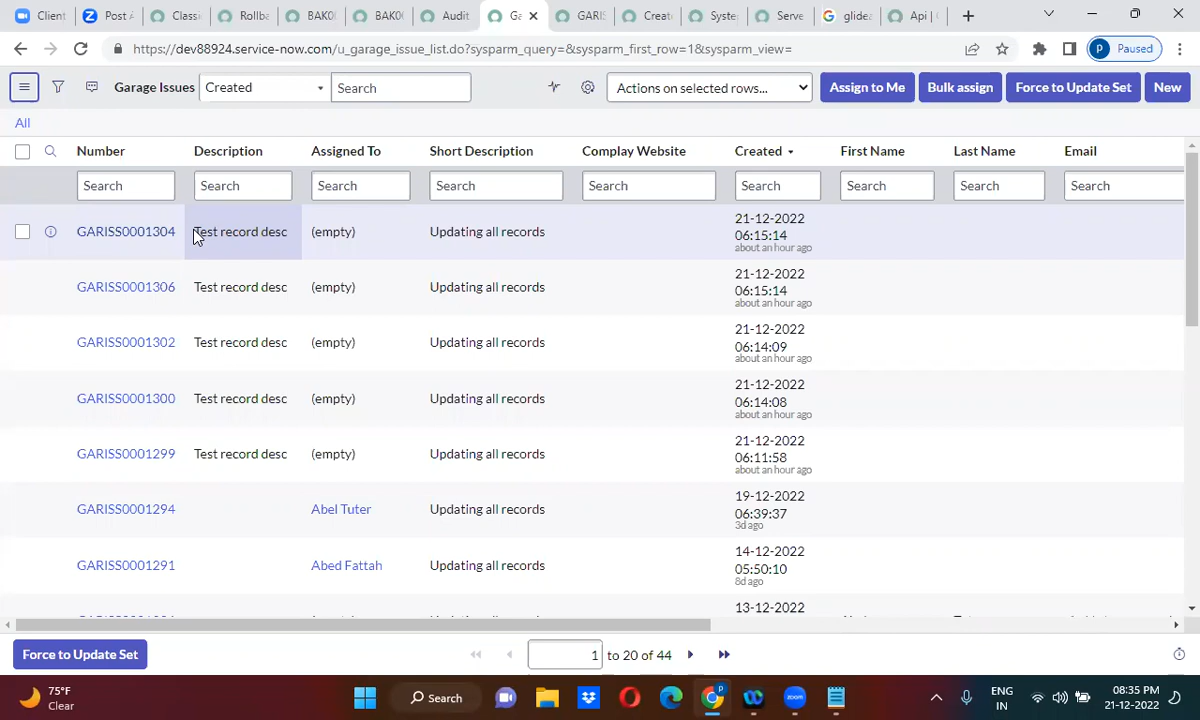 Client
Post A
Classi
Rollba
BAK00
BAK00
Audit
Ga
GARIS
Create
Syste
Serve
glidea
Api | 
https://dev88924.service-now.com/u_garage_issue_list.do?sysparm_query=&sysparm_first_row=1&sysparm_view=
P Paused
Garage Issues Created Search Actions on selected rows... Assign to Me Bulk assign Force to Update Set New
All
Number Description Assigned To Short Description Complay Website Created First Name Last Name Email
Search Search Search Search Search Search Search Search Search
GARISS0001304 Test record desc (empty) Updating all records 21-12-2022
06:15:14
about an hour ago
GARISS0001306 Test record desc (empty) Updating all records 21-12-2022
06:15:14
about an hour ago
GARISS0001302 Test record desc (empty) Updating all records 21-12-2022
06:14:09
about an hour ago
GARISS0001300 Test record desc (empty) Updating all records 21-12-2022
06:14:08
about an hour ago
GARISS0001299 Test record desc (empty) Updating all records 21-12-2022
06:11:58
about an hour ago
GARISS0001294 Abel Tuter Updating all records 19-12-2022
06:39:37
3d ago
GARISS0001291 Abed Fattah Updating all records 14-12-2022
05:50:10
8d ago
13-12-2022
Force to Update Set 1 to 20 of 44
75°F
Clear
Search
ENG
IN
08:35 PM
21-12-2022